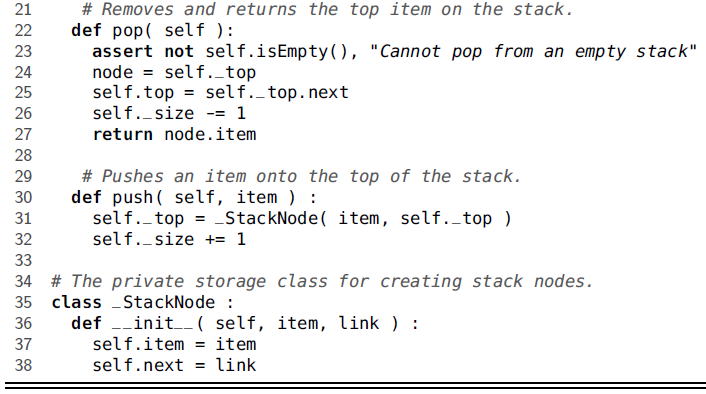 21 # Removes and returns the top item on the stack.
22 def pop( self ):
23 assert not self.isEmpty(), "Cannot pop from an empty stack"
24 node = self._top
25 self.top = self._top.next
26 self._size -= 1
27 return node.item
28
29 # Pushes an item onto the top of the stack.
30 def push( self, item ) :
31 self._top = _StackNode( item, self._top )
32 self._size += 1
33
34 # The private storage class for creating stack nodes.
35 class _StackNode :
36 def __init__( self, item, link ) :
37 self.item = item
38 self.next = link